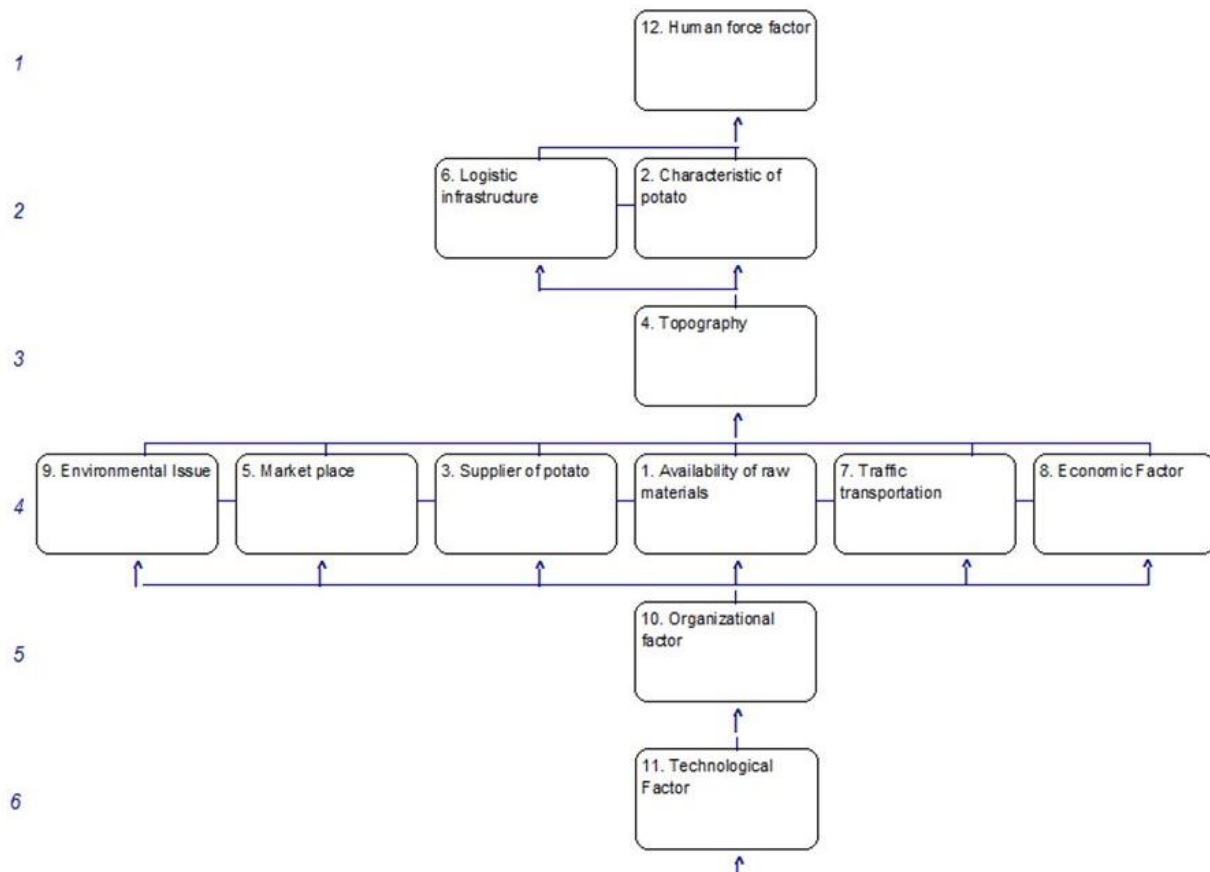 1
12. Human force factor
2
6. Logistic
infrastructure
2. Characteristic of
potato
3
4. Topography
4
9. Environmental Issue
5. Market place
3. Supplier of potato
1. Availability of raw
materials
7. Traffic
transportation
8. Economic Factor
5
10. Organizational
factor
6
11. Technological
Factor